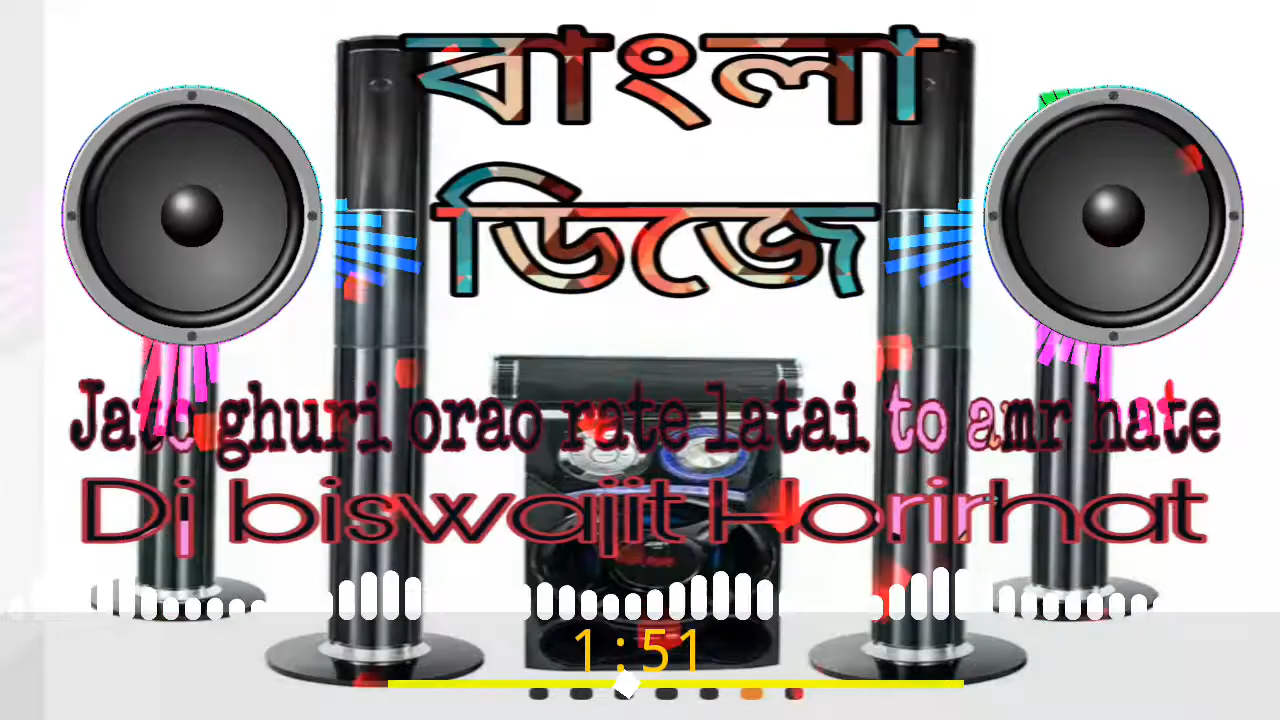 বাংলা
ডিজে
Jato ghuri orao rate latai to amr hate
Dj biswajit Horirhat
1:51